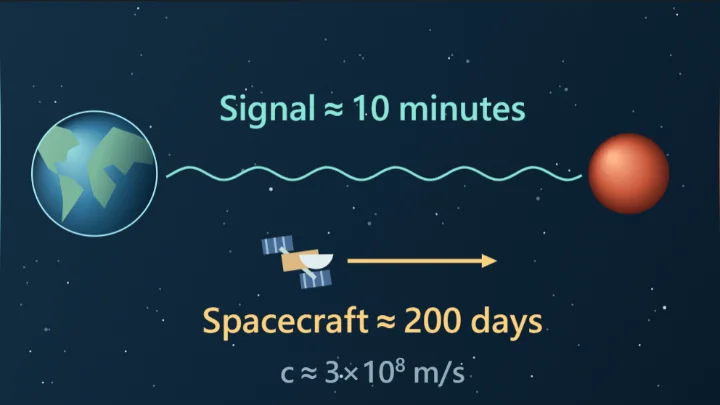 Signal ≈ 10 minutes
Spacecraft ≈ 200 days
c ≈ 3×10⁸ m/s